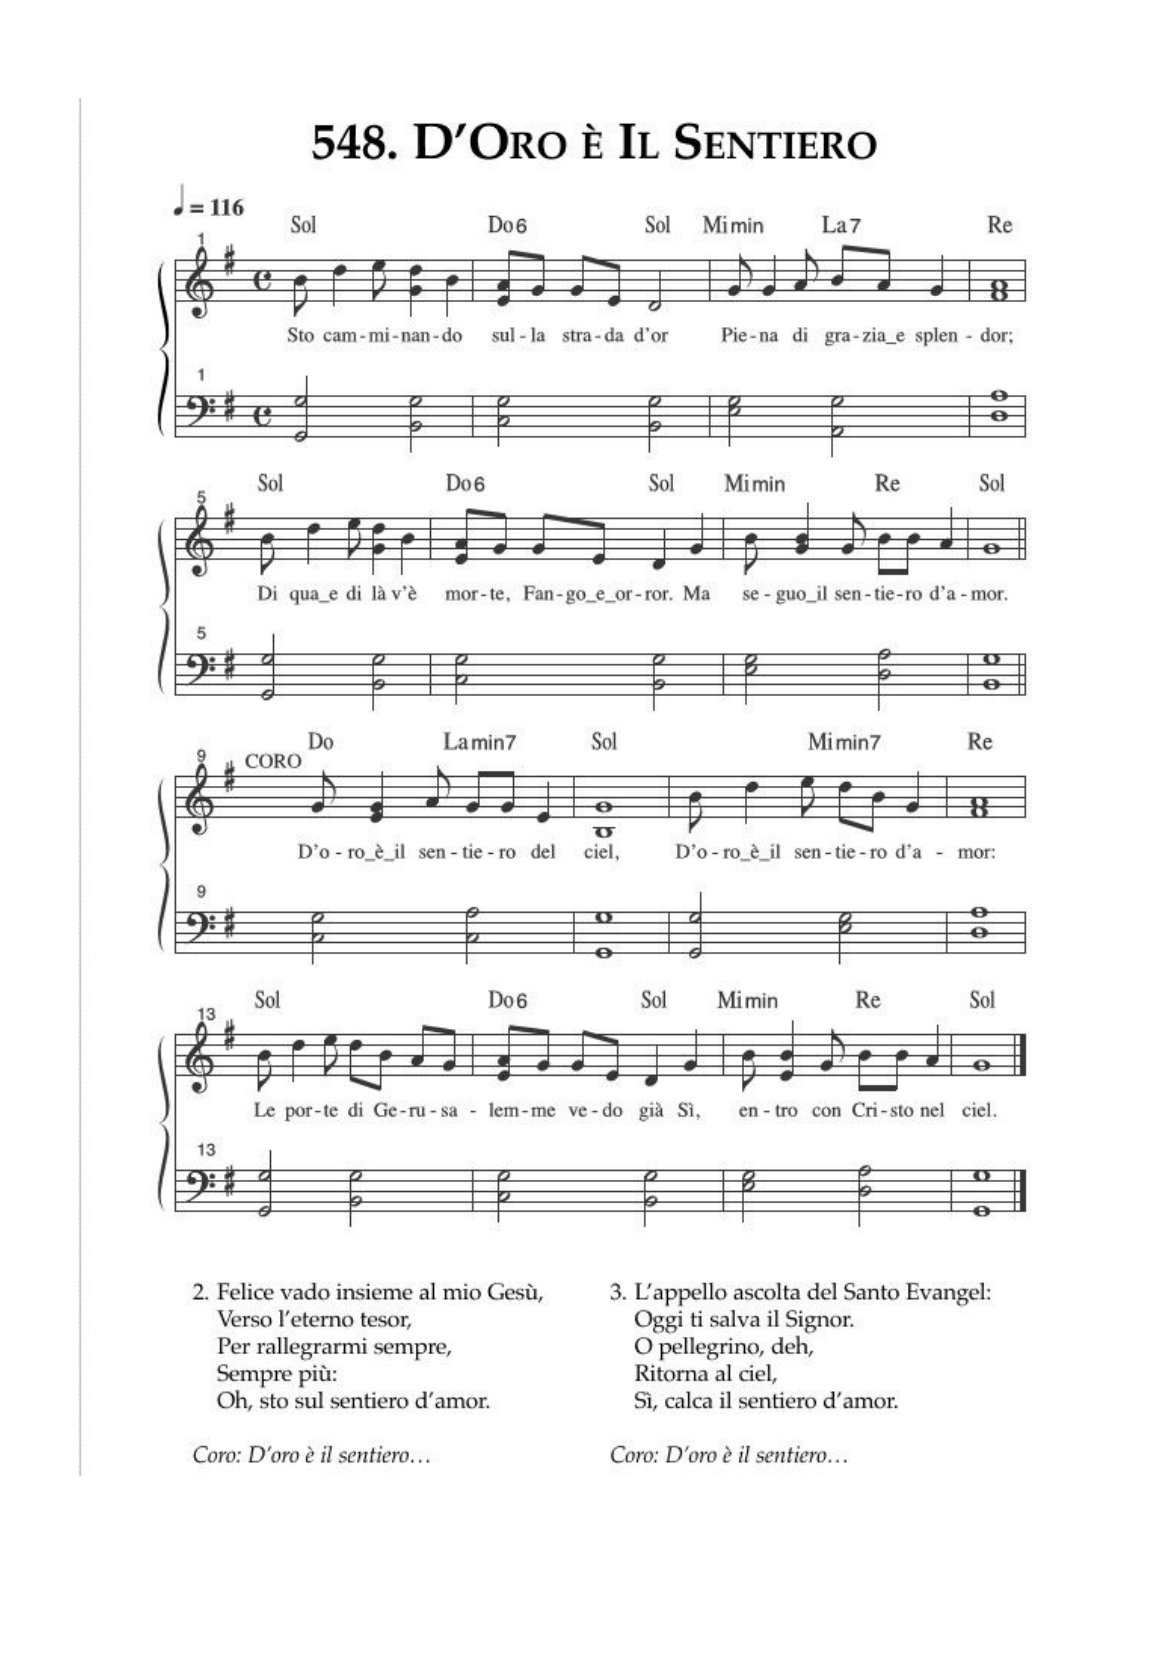 548. D'ORO È IL SENTIERO
= 116
Sol Do6 Sol Mimin La7 Re
1
Sto cam-mi-nan-do sul-la stra-da d'or Pie-na di gra-zia_e splen-dor;
1
Sol Do6 Sol Mimin Re Sol
5
Di qua_e di là v'è mor-te, Fan-go_e_or-ror. Ma se-guo_il sen-tie-ro d'a-mor.
5
Do Lamin7 Sol Mimin7 Re
9 CORO
D'o-ro_è_il sen-tie-ro del ciel, D'o-ro_è_il sen-tie-ro d'a-mor:
9
Sol Do6 Sol Mimin Re Sol
13
Le por-te di Ge-ru-sa-lem-me ve-do già Sì, en-tro con Cri-sto nel ciel.
13
2. Felice vado insieme al mio Gesù,
Verso l'eterno tesor,
Per rallegrarmi sempre,
Sempre più:
Oh, sto sul sentiero d'amor.
Coro: D'oro è il sentiero…
3. L'appello ascolta del Santo Evangel:
Oggi ti salva il Signor.
O pellegrino, deh,
Ritorna al ciel,
Sì, calca il sentiero d'amor.
Coro: D'oro è il sentiero…